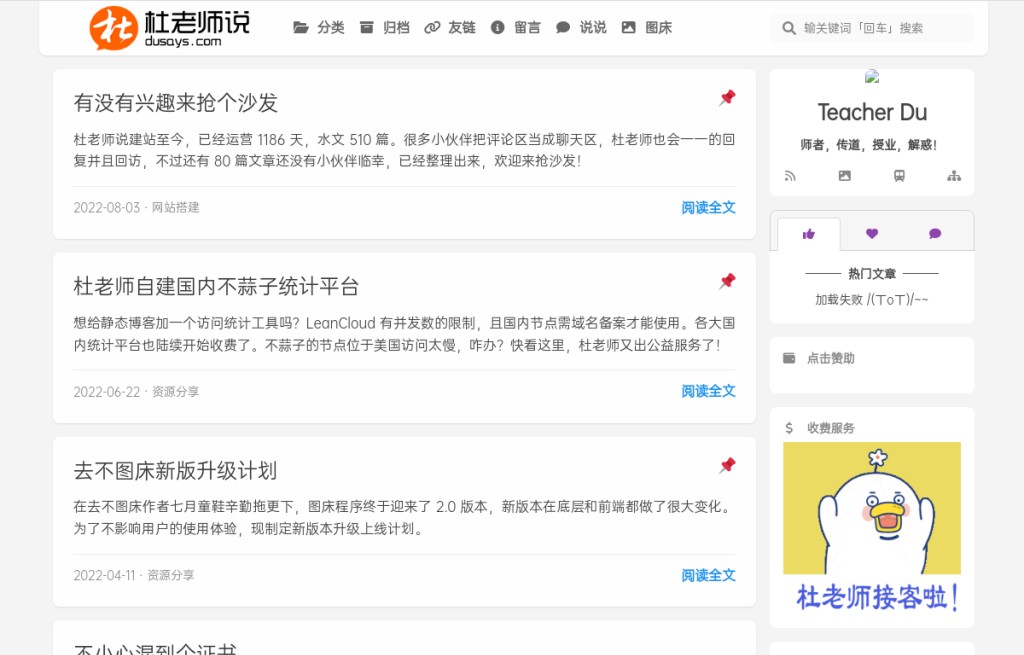 杜老师说
dusays.com
分类 归档 友链 留言 说说 图床
输关键词「回车」搜索
有没有兴趣来抢个沙发
杜老师说建站至今，已经运营 1186 天，水文 510 篇。很多小伙伴把评论区当成聊天区，杜老师也会一一的回
复并且回访，不过还有 80 篇文章还没有小伙伴临幸，已经整理出来，欢迎来抢沙发！
2022-08-03 · 网站搭建
阅读全文
杜老师自建国内不蒜子统计平台
想给静态博客加一个访问统计工具吗？LeanCloud 有并发数的限制，且国内节点需域名备案才能使用。各大国
内统计平台也陆续开始收费了。不蒜子的节点位于美国访问太慢，咋办？快看这里，杜老师又出公益服务了！
2022-06-22 · 资源分享
阅读全文
去不图床新版升级计划
在去不图床作者七月童鞋辛勤拖更下，图床程序终于迎来了 2.0 版本，新版本在底层和前端都做了很大变化。
为了不影响用户的使用体验，现制定新版本升级上线计划。
2022-04-11 · 资源分享
阅读全文
不小心混到个证书
Teacher Du
师者，传道，授业，解惑！
热门文章
加载失败 /(ToT)/~~
点击赞助
收费服务
杜老师接客啦！